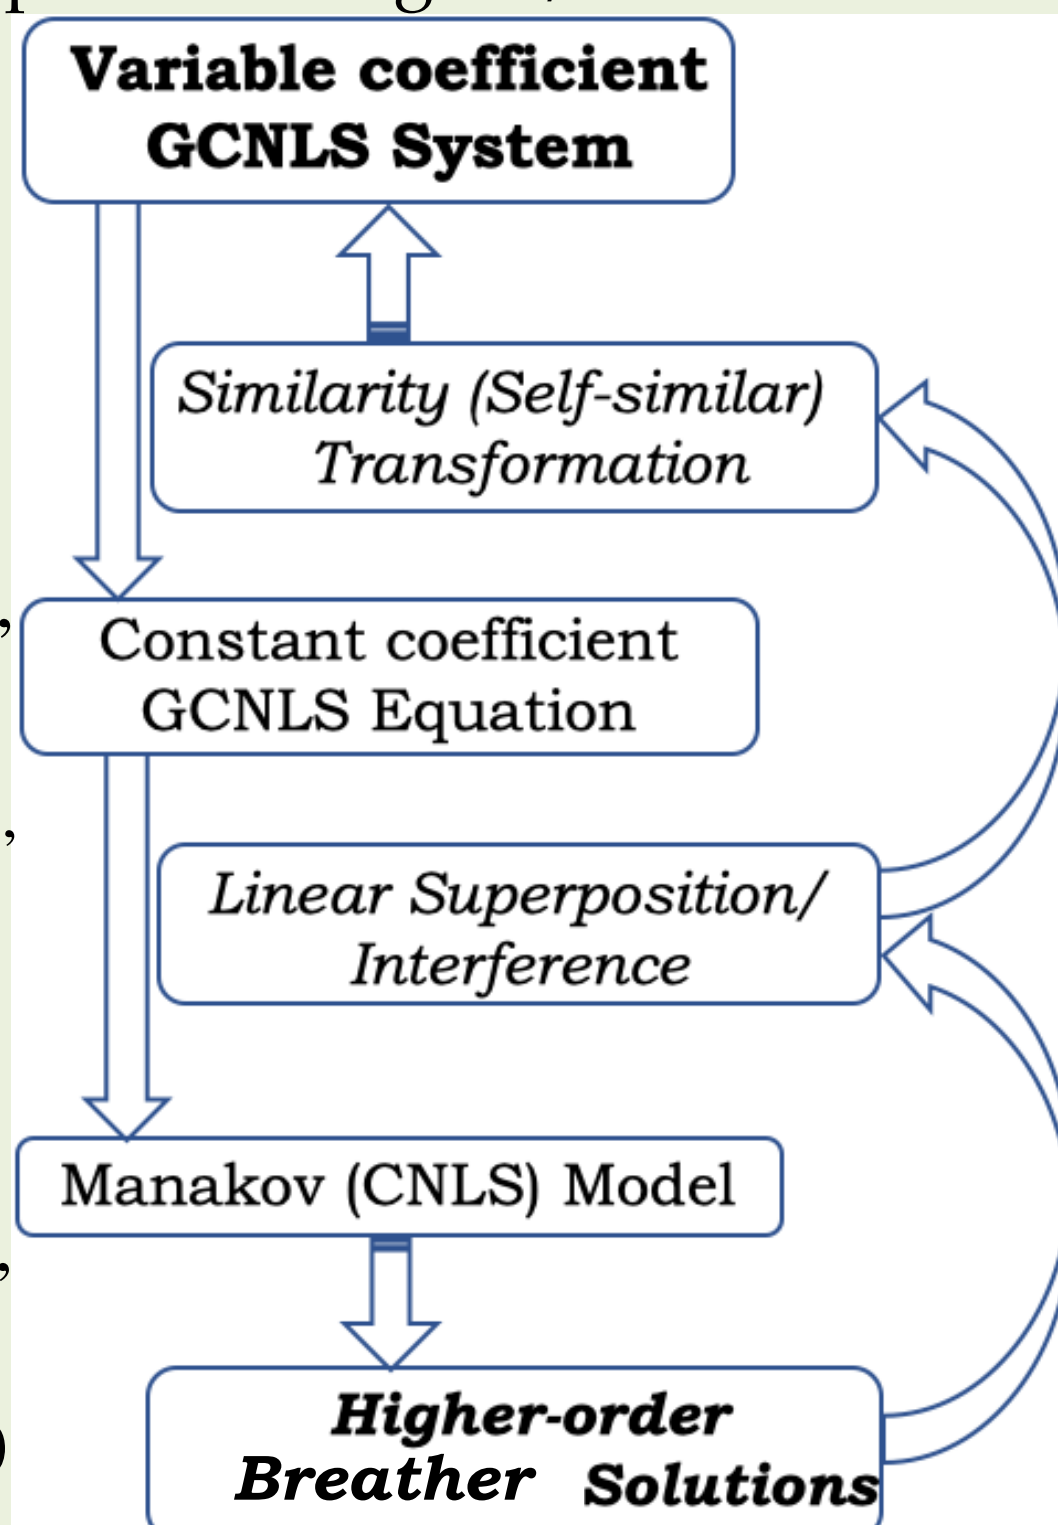 Variable coefficient
GCNLS System
Similarity (Self-similar)
Transformation
Constant coefficient
GCNLS Equation
Linear Superposition/
Interference
Manakov (CNLS) Model
Higher-order
Breather Solutions